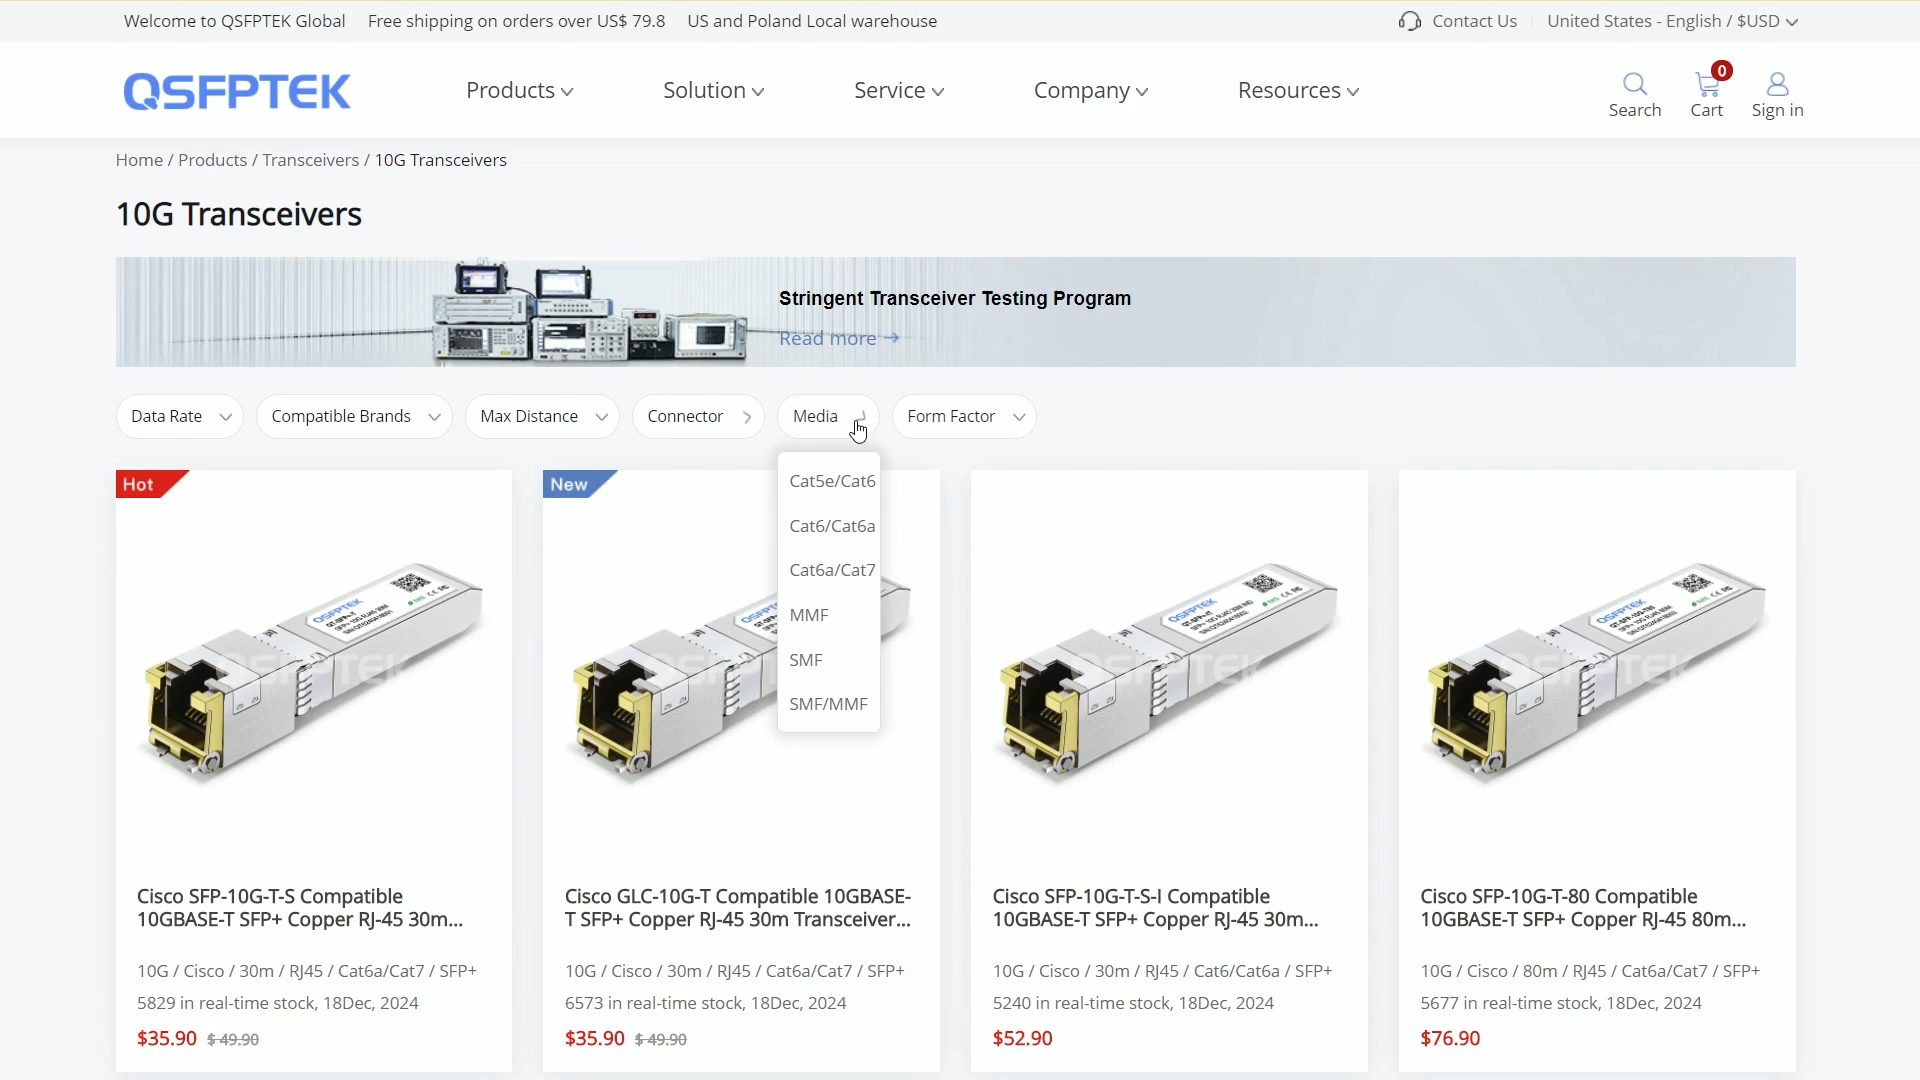 Welcome to QSFPTEK Global Free shipping on orders over US$ 79.8 US and Poland Local warehouse Contact Us United States - English / $USD
QSFPTEK Products Solution Service Company Resources
0
Search Cart Sign in
Home / Products / Transceivers / 10G Transceivers
10G Transceivers
Stringent Transceiver Testing Program
Read more
Data Rate Compatible Brands Max Distance Connector Media Form Factor
Cat5e/Cat6
Cat6/Cat6a
Cat6a/Cat7
MMF
SMF
SMF/MMF
Hot
QSFPTEK
Cisco SFP-10G-T-S Compatible
10GBASE-T SFP+ Copper RJ-45 30m...
10G / Cisco / 30m / RJ45 / Cat6a/Cat7 / SFP+
5829 in real-time stock, 18Dec, 2024
$35.90 $ 49.90
New
Cisco GLC-10G-T Compatible 10GBASE-
T SFP+ Copper RJ-45 30m Transceiver...
10G / Cisco / 30m / RJ45 / Cat6a/Cat7 / SFP+
6573 in real-time stock, 18Dec, 2024
$35.90 $ 49.90
QSFPTEK
Cisco SFP-10G-T-S-I Compatible
10GBASE-T SFP+ Copper RJ-45 30m...
10G / Cisco / 30m / RJ45 / Cat6/Cat6a / SFP+
5240 in real-time stock, 18Dec, 2024
$52.90
QSFPTEK
Cisco SFP-10G-T-80 Compatible
10GBASE-T SFP+ Copper RJ-45 80m...
10G / Cisco / 80m / RJ45 / Cat6a/Cat7 / SFP+
5677 in real-time stock, 18Dec, 2024
$76.90